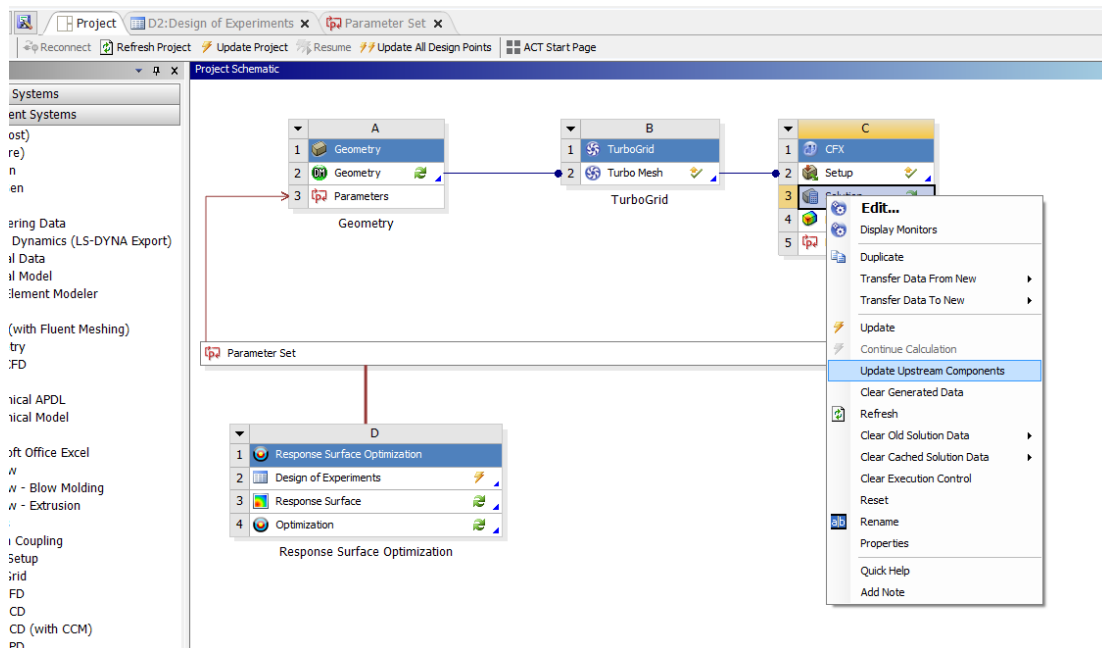 Project D2:Design of Experiments Parameter Set
Reconnect Refresh Project Update Project Resume Update All Design Points ACT Start Page
Project Schematic
Systems
ent Systems
ost)
re)
n
en
ering Data
Dynamics (LS-DYNA Export)
al Data
al Model
Element Modeler
(with Fluent Meshing)
try
CFD
nical APDL
nical Model
oft Office Excel
w
w - Blow Molding
w - Extrusion
n Coupling
Setup
Grid
FD
CD
CD (with CCM)
PD
A
1 Geometry
2 Geometry
3 Parameters
Geometry
B
1 TurboGrid
2 Turbo Mesh
TurboGrid
C
1 CFX
2 Setup
3 Solution
4
5
Edit...
Display Monitors
Duplicate
Transfer Data From New
Transfer Data To New
Update
Continue Calculation
Update Upstream Components
Clear Generated Data
Refresh
Clear Old Solution Data
Clear Cached Solution Data
Clear Execution Control
Reset
Rename
Properties
Quick Help
Add Note
Parameter Set
D
1 Response Surface Optimization
2 Design of Experiments
3 Response Surface
4 Optimization
Response Surface Optimization